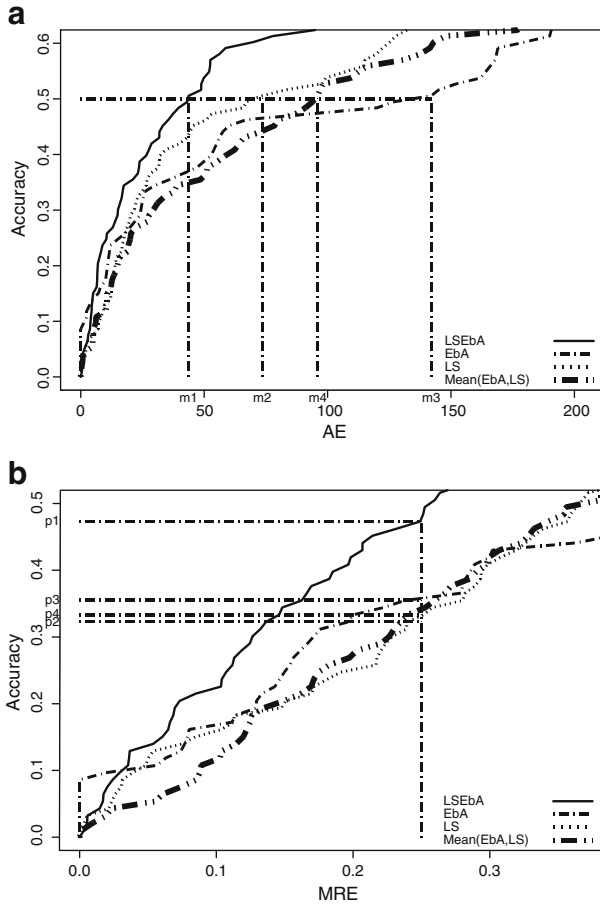 a
Accuracy
0.0 0.1 0.2 0.3 0.4 0.5 0.6
LSEbA
EbA
LS
Mean(EbA,LS)
m1 m2 m4 m3
0 50 100 150 200
AE
b
Accuracy
0.0 0.1 0.2 0.3 0.4 0.5
p1
p3
p4
p2
LSEbA
EbA
LS
Mean(EbA,LS)
0.0 0.1 0.2 0.3
MRE